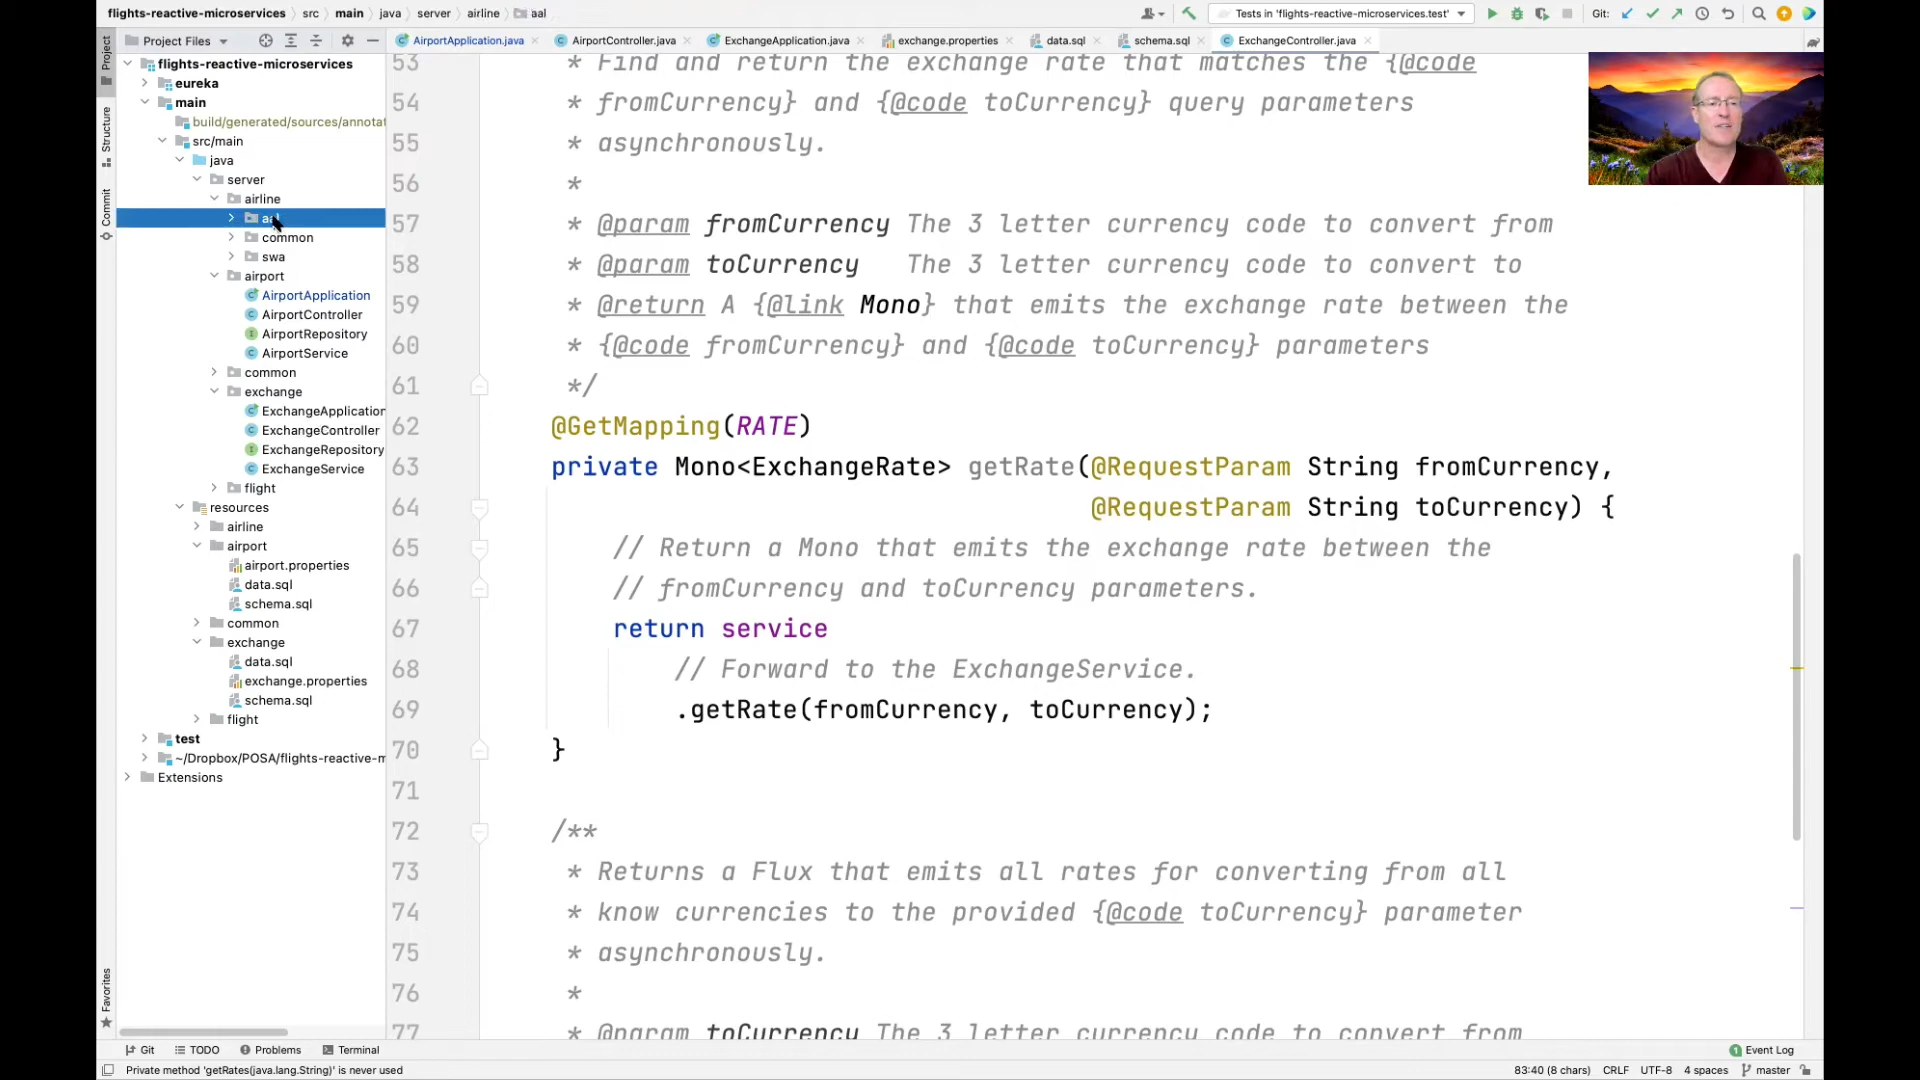 flights-reactive-microservices src main java server airline aal
Tests in 'flights-reactive-microservices.test'
Git:
Project Files
AirportApplication.java
AirportController.java
ExchangeApplication.java
exchange.properties
data.sql
schema.sql
ExchangeController.java
Project
Structure
Commit
Favorites
flights-reactive-microservices
eureka
main
build/generated/sources/annotat
src/main
java
server
airline
common
swa
airport
AirportApplication
AirportController
AirportRepository
AirportService
common
exchange
ExchangeApplication
ExchangeController
ExchangeRepository
ExchangeService
flight
resources
airline
airport
airport.properties
data.sql
schema.sql
common
exchange
data.sql
exchange.properties
schema.sql
flight
test
~/Dropbox/POSA/flights-reactive-m
Extensions
53 * Find and return the exchange rate that matches the {@code
54 * fromCurrency} and {@code toCurrency} query parameters
55 * asynchronously.
56 *
57 * @param fromCurrency The 3 letter currency code to convert from
58 * @param toCurrency   The 3 letter currency code to convert to
59 * @return A {@link Mono} that emits the exchange rate between the
60 * {@code fromCurrency} and {@code toCurrency} parameters
61 */
62 @GetMapping(RATE)
63 private Mono<ExchangeRate> getRate(@RequestParam String fromCurrency,
64 @RequestParam String toCurrency) {
65 // Return a Mono that emits the exchange rate between the
66 // fromCurrency and toCurrency parameters.
67 return service
68 // Forward to the ExchangeService.
69 .getRate(fromCurrency, toCurrency);
70 }
71
72 /**
73 * Returns a Flux that emits all rates for converting from all
74 * know currencies to the provided {@code toCurrency} parameter
75 * asynchronously.
76 *
77 * @param toCurrency The 3 letter currency code to convert from
Git
TODO
Problems
Terminal
1 Event Log
Private method 'getRates(java.lang.String)' is never used
83:40 (8 chars) CRLF UTF-8 4 spaces master